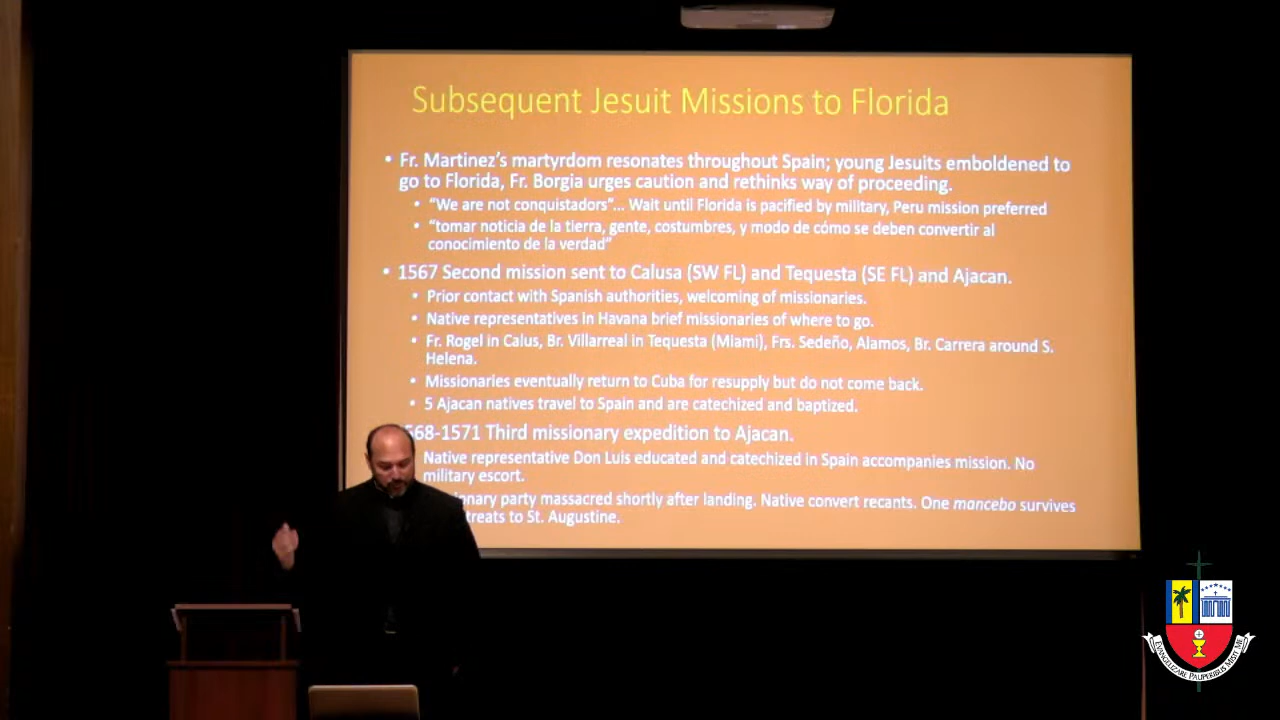 Subsequent Jesuit Missions to Florida
• Fr. Martinez's martyrdom resonates throughout Spain; young Jesuits emboldened to
go to Florida, Fr. Borgia urges caution and rethinks way of proceeding.
• "We are not conquistadors"... Wait until Florida is pacified by military, Peru mission preferred
• "tomar noticia de la tierra, gente, costumbres, y modo de cómo se deben convertir al
conocimiento de la verdad"
• 1567 Second mission sent to Calusa (SW FL) and Tequesta (SE FL) and Ajacan.
• Prior contact with Spanish authorities, welcoming of missionaries.
• Native representatives in Havana brief missionaries of where to go.
• Fr. Rogel in Calus, Br. Villarreal in Tequesta (Miami), Frs. Sedeño, Alamos, Br. Carrera around S.
Helena.
• Missionaries eventually return to Cuba for resupply but do not come back.
• 5 Ajacan natives travel to Spain and are catechized and baptized.
568-1571 Third missionary expedition to Ajacan.
Native representative Don Luis educated and catechized in Spain accompanies mission. No
military escort.
onary party massacred shortly after landing. Native convert recants. One mancebo survives
treats to St. Augustine.
Evangelizare Pauperibus Misit Me